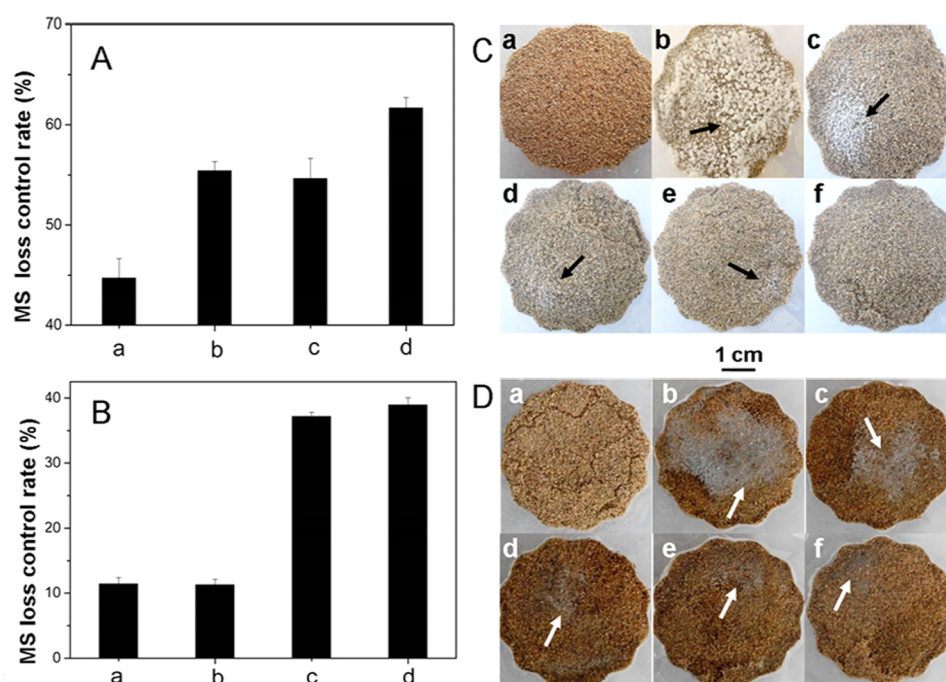 A
MS loss control rate (%)
70
60
50
40
a b c d
B
MS loss control rate (%)
40
30
20
10
0
a b c d
C
a b c
d e f
1 cm
D
a b c
d e f